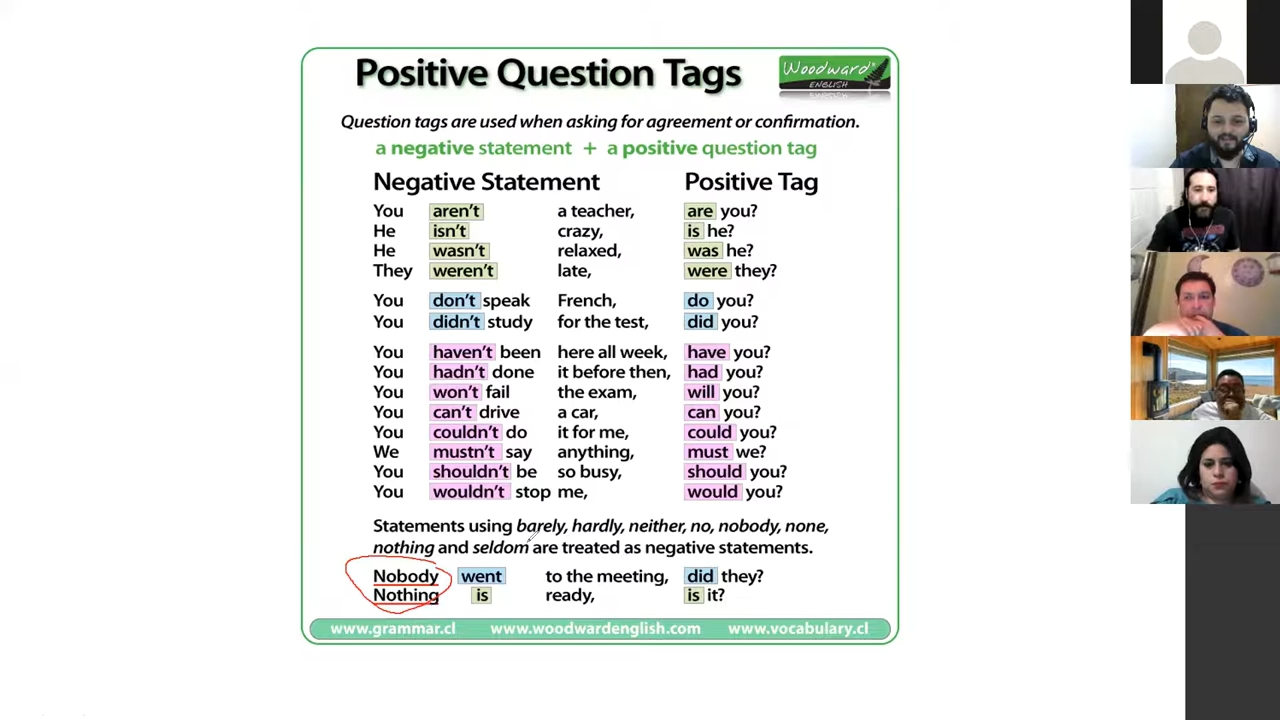 Positive Question Tags
Woodward®
ENGLISH
Question tags are used when asking for agreement or confirmation.
a negative statement + a positive question tag
Negative Statement Positive Tag
You aren't a teacher, are you?
He isn't crazy, is he?
He wasn't relaxed, was he?
They weren't late, were they?
You don't speak French, do you?
You didn't study for the test, did you?
You haven't been here all week, have you?
You hadn't done it before then, had you?
You won't fail the exam, will you?
You can't drive a car, can you?
You couldn't do it for me, could you?
We mustn't say anything, must we?
You shouldn't be so busy, should you?
You wouldn't stop me, would you?
Statements using barely, hardly, neither, no, nobody, none,
nothing and seldom are treated as negative statements.
Nobody went to the meeting, did they?
Nothing is ready, is it?
www.grammar.cl www.woodwardenglish.com www.vocabulary.cl